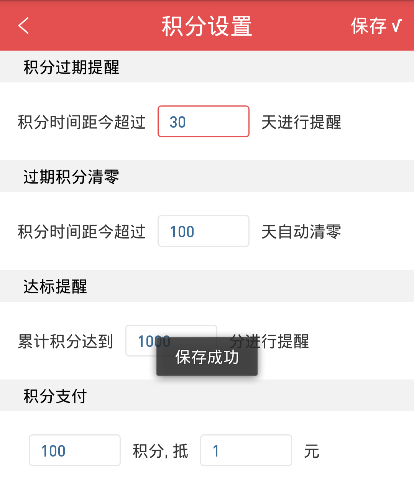 积分设置 保存 √
积分过期提醒
积分时间距今超过 30 天进行提醒
过期积分清零
积分时间距今超过 100 天自动清零
达标提醒
累计积分达到 1000 分进行提醒
保存成功
积分支付
100 积分, 抵 1 元